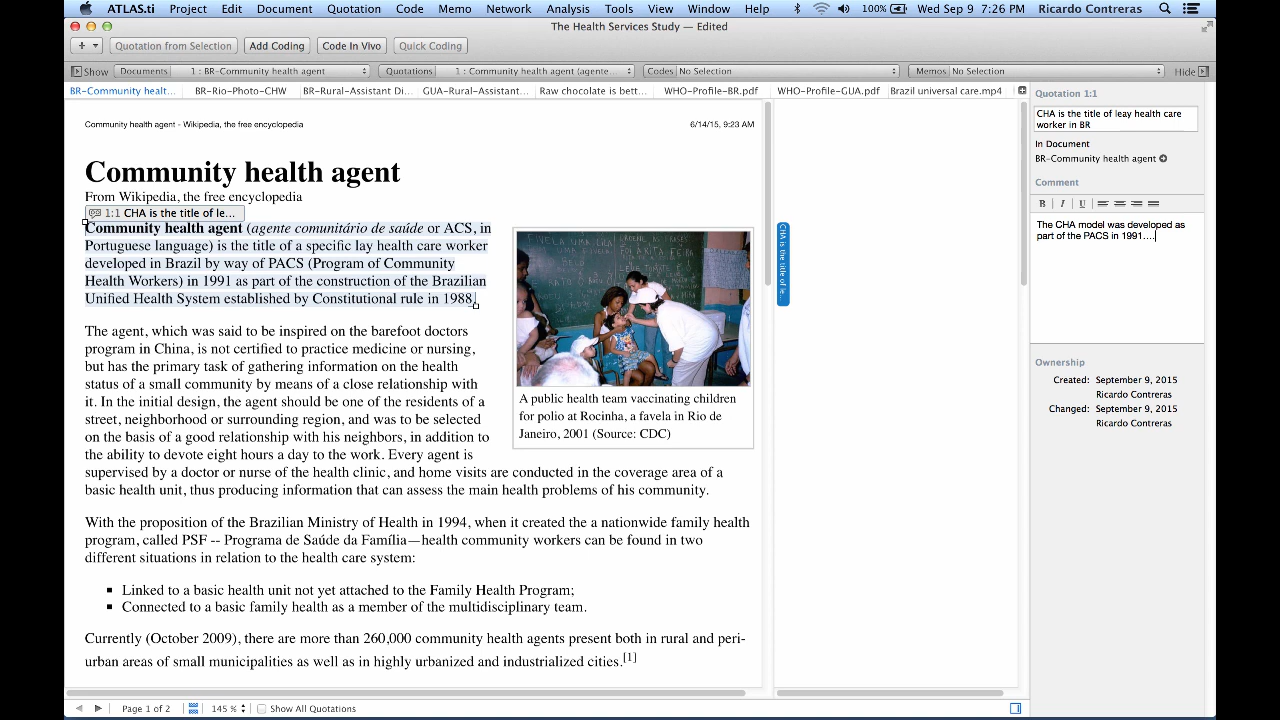 ATLAS.ti Project Edit Document Quotation Code Memo Network Analysis Tools View Window Help 100% Wed Sep 9 7:26 PM Ricardo Contreras
The Health Services Study — Edited
+ Quotation from Selection Add Coding Code In Vivo Quick Coding
Show Documents 1 : BR-Community health agent Quotations 1 : Community health agent (agente... Codes No Selection Memos No Selection Hide
BR-Community healt... BR-Rio-Photo-CHW BR-Rural-Assistant Di... GUA-Rural-Assistant... Raw chocolate is bett... WHO-Profile-BR.pdf WHO-Profile-GUA.pdf Brazil universal care.mp4
Community health agent - Wikipedia, the free encyclopedia 6/14/15, 9:23 AM
Community health agent
From Wikipedia, the free encyclopedia
1:1 CHA is the title of le...
Community health agent (agente comunitário de saúde or ACS, in
Portuguese language) is the title of a specific lay health care worker
developed in Brazil by way of PACS (Program of Community
Health Workers) in 1991 as part of the construction of the Brazilian
Unified Health System established by Constitutional rule in 1988.
The agent, which was said to be inspired on the barefoot doctors
program in China, is not certified to practice medicine or nursing,
but has the primary task of gathering information on the health
status of a small community by means of a close relationship with
it. In the initial design, the agent should be one of the residents of a
street, neighborhood or surrounding region, and was to be selected
on the basis of a good relationship with his neighbors, in addition to
the ability to devote eight hours a day to the work. Every agent is
supervised by a doctor or nurse of the health clinic, and home visits are conducted in the coverage area of a
basic health unit, thus producing information that can assess the main health problems of his community.
A public health team vaccinating children
for polio at Rocinha, a favela in Rio de
Janeiro, 2001 (Source: CDC)
With the proposition of the Brazilian Ministry of Health in 1994, when it created the a nationwide family health
program, called PSF -- Programa de Saúde da Família—health community workers can be found in two
different situations in relation to the health care system:
Linked to a basic health unit not yet attached to the Family Health Program;
Connected to a basic family health as a member of the multidisciplinary team.
Currently (October 2009), there are more than 260,000 community health agents present both in rural and peri-
urban areas of small municipalities as well as in highly urbanized and industrialized cities.[1]
CHA is the title of le...
Quotation 1:1
CHA is the title of leay health care
worker in BR
In Document
BR-Community health agent
Comment
B I U
The CHA model was developed as
part of the PACS in 1991....
Ownership
Created: September 9, 2015
Ricardo Contreras
Changed: September 9, 2015
Ricardo Contreras
Page 1 of 2 145 % Show All Quotations